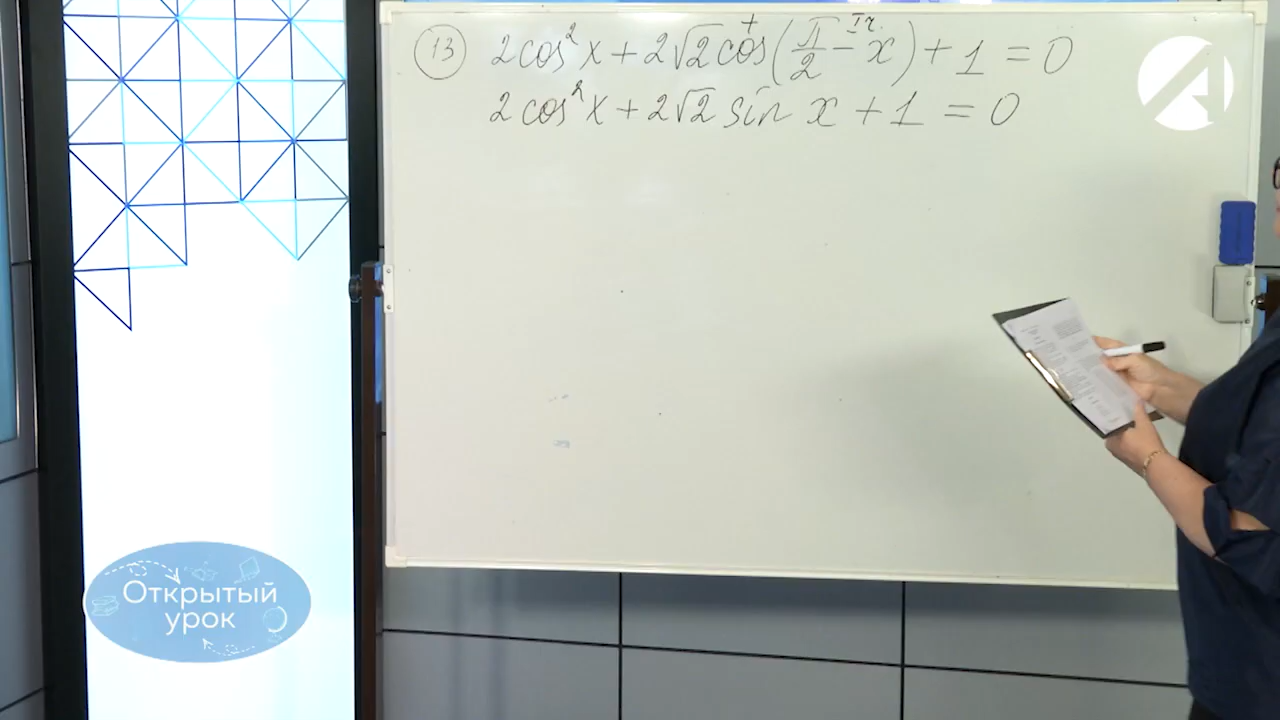 13 2cos²x + 2√2 cos(π/2 − x) + 1 = 0
+ I r.
2cos²x + 2√2 sin x + 1 = 0
Открытый
урок